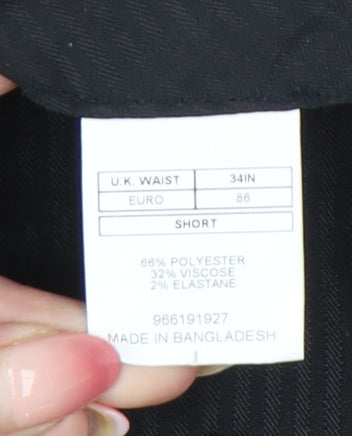 U.K. WAIST 34IN
EURO 86
SHORT
66% POLYESTER
32% VISCOSE
2% ELASTANE
966191927
MADE IN BANGLADESH